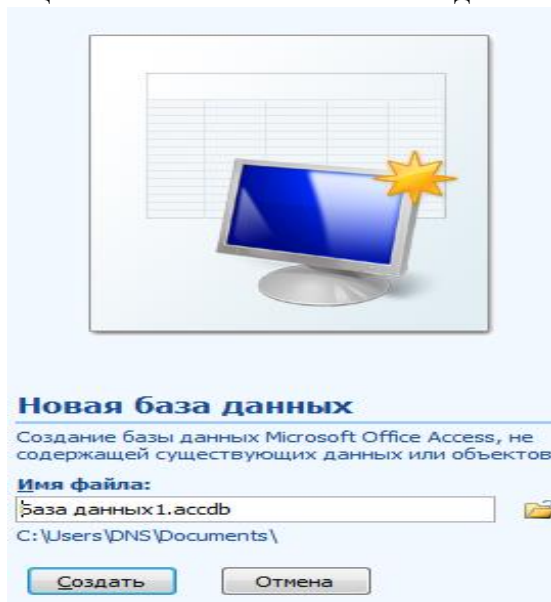 Новая база данных
Создание базы данных Microsoft Office Access, не
содержащей существующих данных или объектов
Имя файла:
База данных1.accdb
C:\Users\DNS\Documents\
Создать Отмена